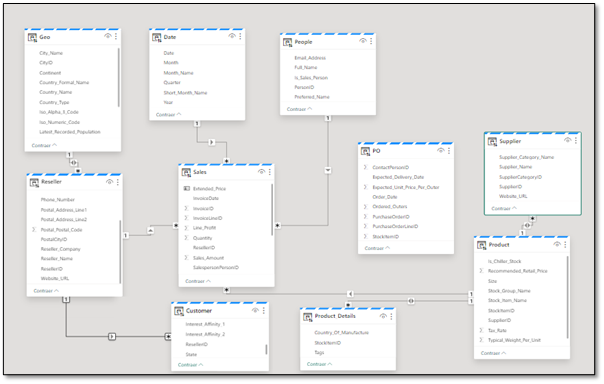 Geo
City_Name
CityID
Continent
Country_Formal_Name
Country_Name
Country_Type
Iso_Alpha_3_Code
Iso_Numeric_Code
Latest_Recorded_Population
Contraer
Date
Date
Month
Month_Name
Quarter
Short_Month_Name
Year
Contraer
People
Email_Address
Full_Name
Is_Sales_Person
PersonID
Preferred_Name
Contraer
Reseller
Phone_Number
Postal_Address_Line1
Postal_Address_Line2
Postal_Postal_Code
PostalCityID
Reseller_Company
Reseller_Name
ResellerID
Website_URL
Contraer
Sales
Extended_Price
InvoiceDate
InvoiceID
InvoiceLineID
Line_Profit
Quantity
ResellerID
Sales_Amount
SalespersonPersonID
Contraer
PO
ContactPersonID
Expected_Delivery_Date
Expected_Unit_Price_Per_Outer
Order_Date
Ordered_Outers
PurchaseOrderID
PurchaseOrderLineID
StockItemID
Contraer
Supplier
Supplier_Category_Name
Supplier_Name
SupplierCategoryID
SupplierID
Website_URL
Contraer
Product
Is_Chiller_Stock
Recommended_Retail_Price
Size
Stock_Group_Name
Stock_Item_Name
StockItemID
SupplierID
Tax_Rate
Typical_Weight_Per_Unit
Contraer
Customer
Interest_Affinity_1
Interest_Affinity_2
ResellerID
State
Contraer
Product_Details
Country_Of_Manufacture
StockItemID
Tags
Contraer
1
1
1
1
1
1
1
1
1